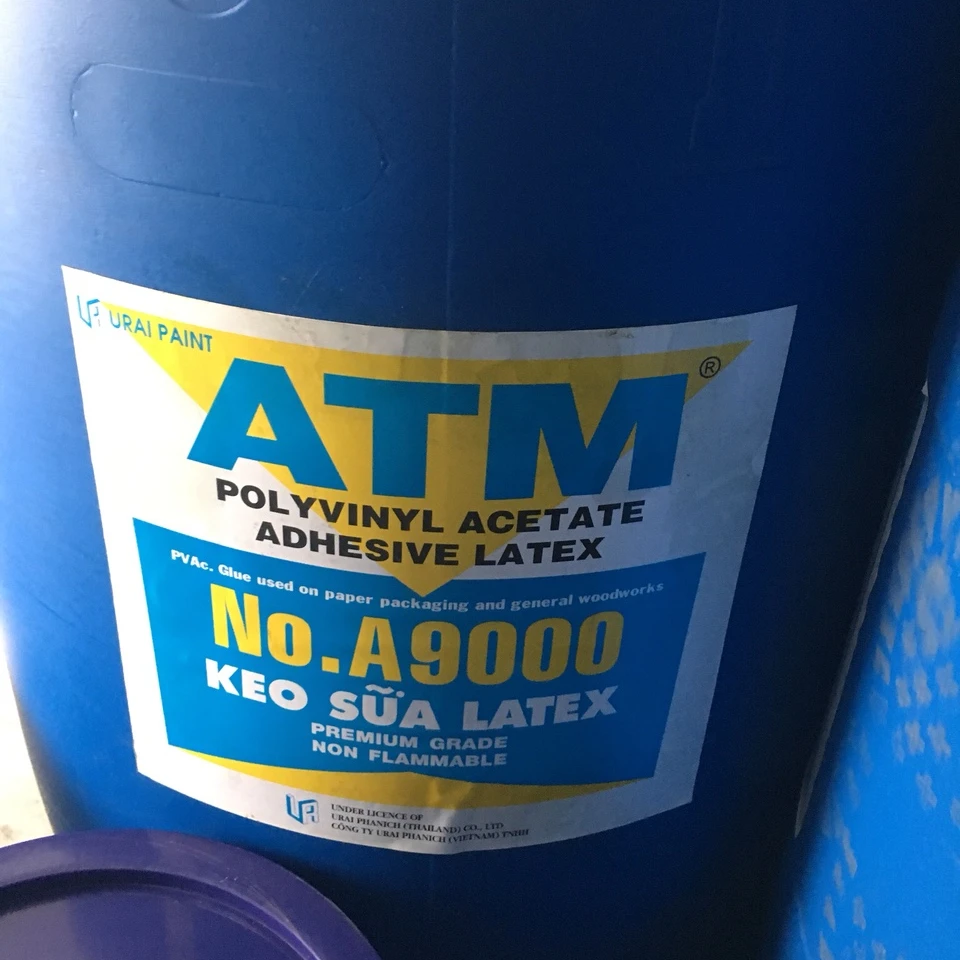 URAI PAINT
ATM®
POLYVINYL ACETATE
ADHESIVE LATEX
PVAc. Glue used on paper packaging and general woodworks
No.A9000
KEO SỮA LATEX
PREMIUM GRADE
NON FLAMMABLE
UNDER LICENCE OF
URAI PHANICH (THAILAND) CO., LTD
CÔNG TY URAI PHANICH (VIETNAM) TNHH